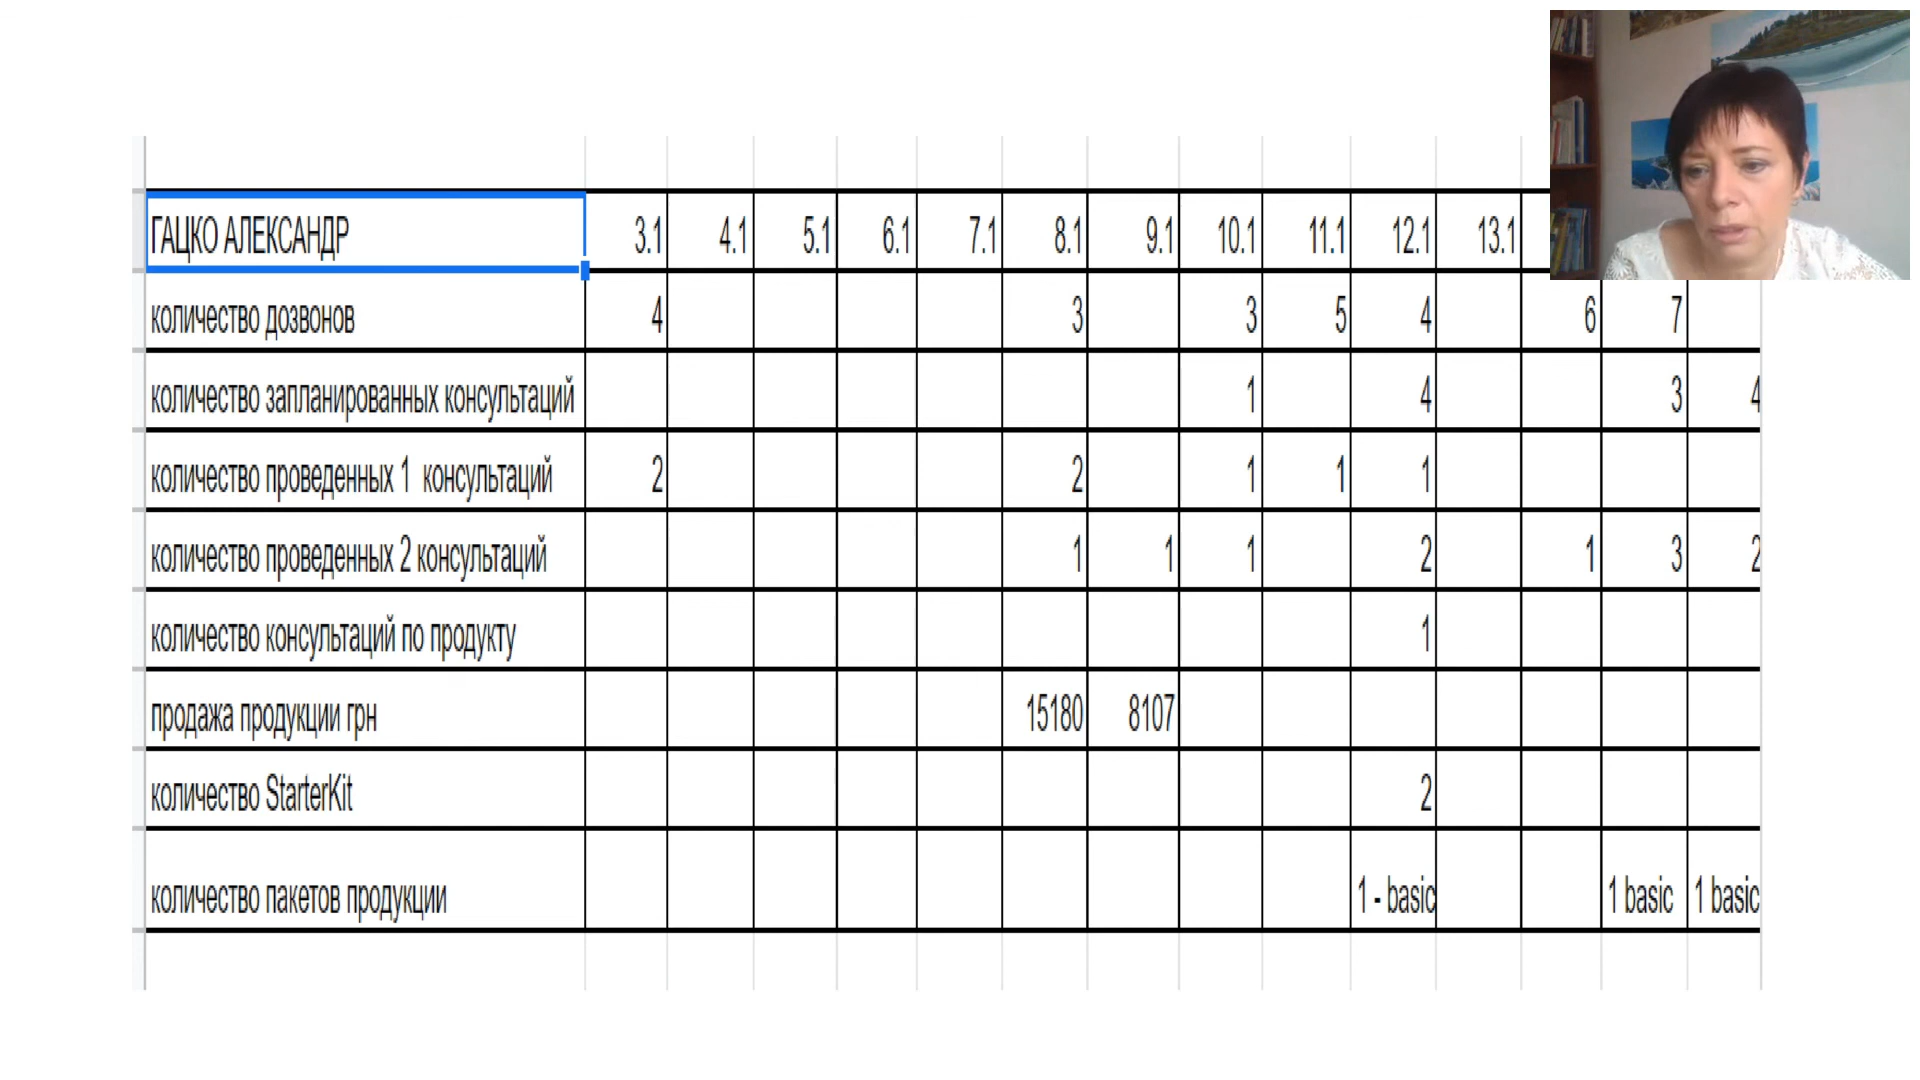 ГАЦКО АЛЕКСАНДР 3.1 4.1 5.1 6.1 7.1 8.1 9.1 10.1 11.1 12.1 13.1
количество дозвонов 4 3 3 5 4 6 7
количество запланированных консультаций 1 4 3 4
количество проведенных 1 консультаций 2 2 1 1 1
количество проведенных 2 консультаций 1 1 1 2 1 3 2
количество консультаций по продукту 1
продажа продукции грн 15180 8107
количество StarterKit 2
количество пакетов продукции 1 - basic 1 basic 1 basic